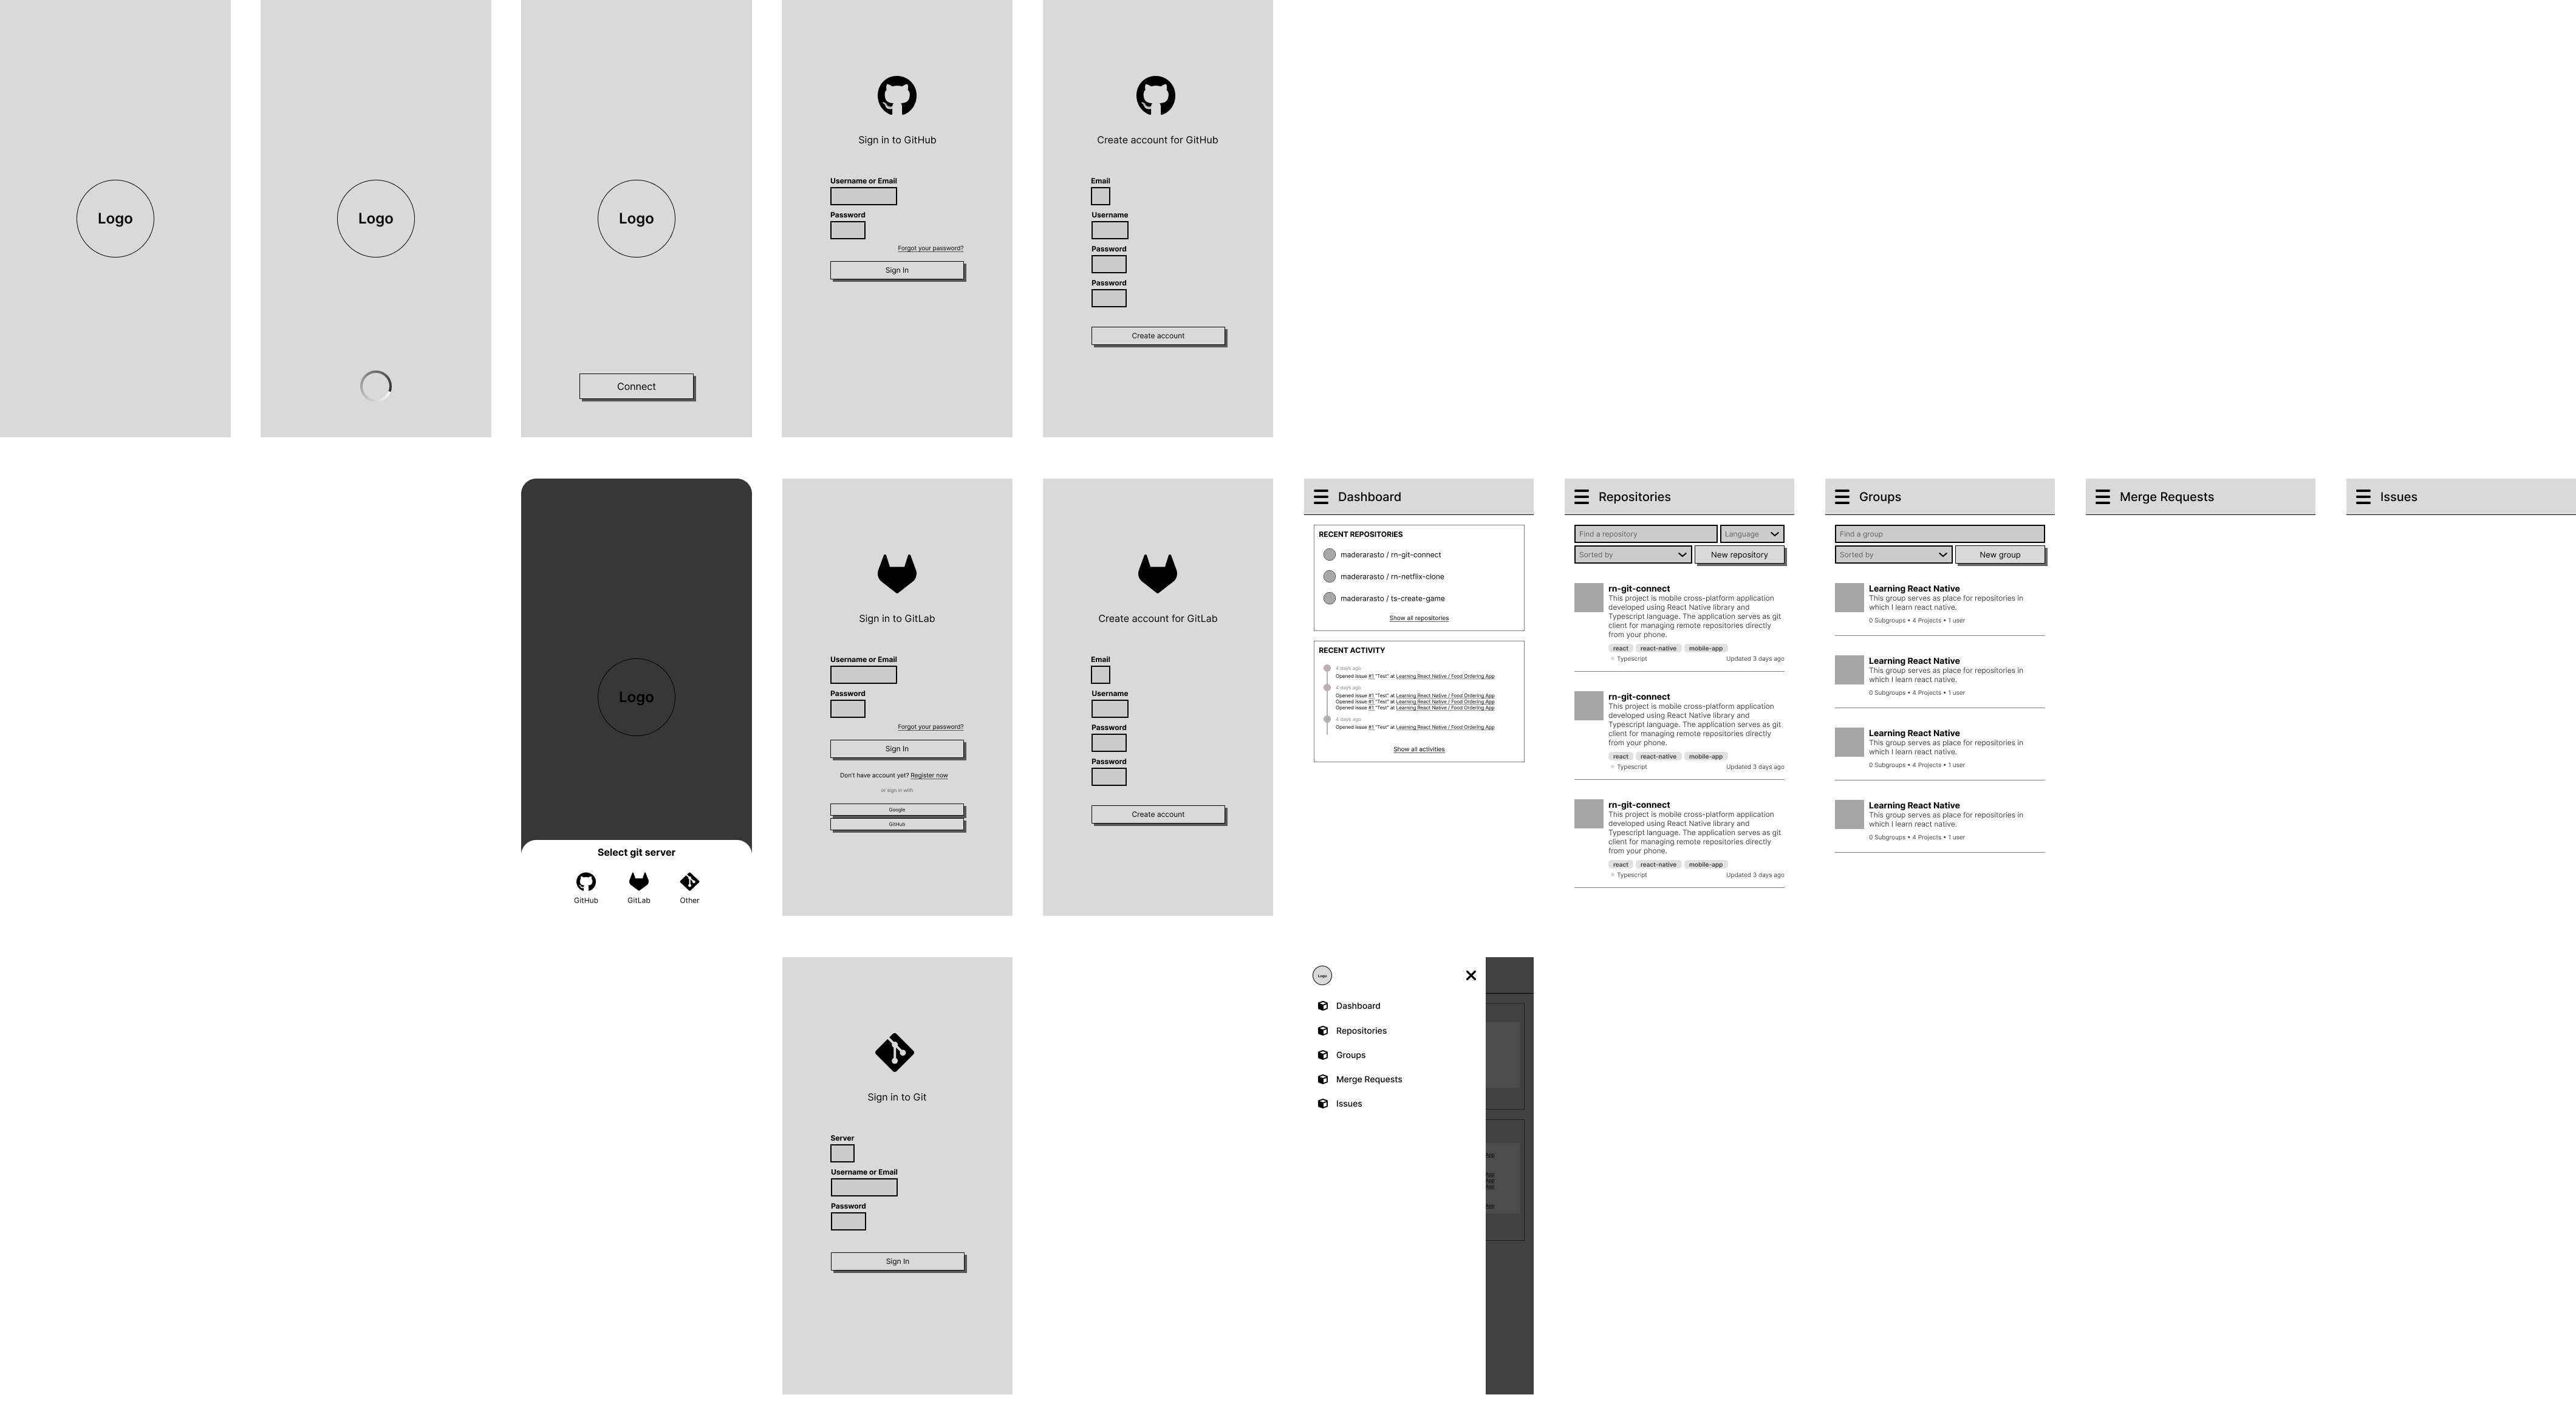 Logo
Logo
Logo
Connect
Sign in to GitHub
Username or Email
Password
Forgot your password?
Sign In
Create account for GitHub
Email
Username
Password
Password
Create account
Logo
Select git server
GitHub
GitLab
Other
Sign in to GitLab
Username or Email
Password
Forgot your password?
Sign In
Don't have account yet? Register now
or sign in with
Google
GitHub
Create account for GitLab
Email
Username
Password
Password
Create account
Dashboard
RECENT REPOSITORIES
maderarasto / rn-git-connect
maderarasto / rn-netflix-clone
maderarasto / ts-create-game
Show all repositories
RECENT ACTIVITY
4 days ago
Opened issue #1 "Test" at Learning React Native / Food Ordering App
4 days ago
Opened issue #1 "Test" at Learning React Native / Food Ordering App
Opened issue #1 "Test" at Learning React Native / Food Ordering App
Opened issue #1 "Test" at Learning React Native / Food Ordering App
4 days ago
Opened issue #1 "Test" at Learning React Native / Food Ordering App
Show all activities
Repositories
Find a repository
Language
Sorted by
New repository
rn-git-connect
This project is mobile cross-platform application
developed using React Native library and
Typescript language. The application serves as git
client for managing remote repositories directly
from your phone.
react react-native mobile-app
Typescript Updated 3 days ago
rn-git-connect
This project is mobile cross-platform application
developed using React Native library and
Typescript language. The application serves as git
client for managing remote repositories directly
from your phone.
react react-native mobile-app
Typescript Updated 3 days ago
rn-git-connect
This project is mobile cross-platform application
developed using React Native library and
Typescript language. The application serves as git
client for managing remote repositories directly
from your phone.
react react-native mobile-app
Typescript Updated 3 days ago
Groups
Find a group
Sorted by
New group
Learning React Native
This group serves as place for repositories in
which I learn react native.
0 Subgroups • 4 Projects • 1 user
Learning React Native
This group serves as place for repositories in
which I learn react native.
0 Subgroups • 4 Projects • 1 user
Learning React Native
This group serves as place for repositories in
which I learn react native.
0 Subgroups • 4 Projects • 1 user
Learning React Native
This group serves as place for repositories in
which I learn react native.
0 Subgroups • 4 Projects • 1 user
Merge Requests
Issues
Sign in to Git
Server
Username or Email
Password
Sign In
Logo
Dashboard
Repositories
Groups
Merge Requests
Issues
App
App
App
App
App